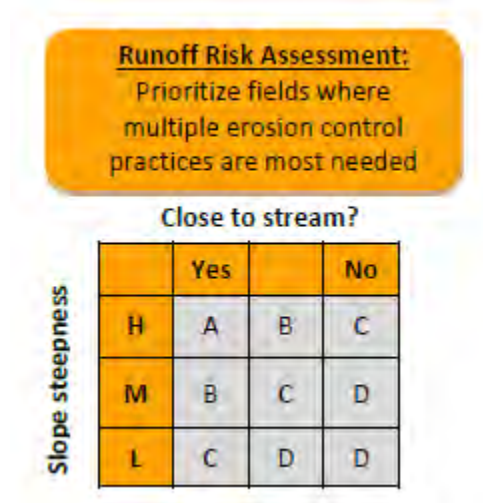 Runoff Risk Assessment:
Prioritize fields where
multiple erosion control
practices are most needed
Close to stream?
Slope steepness
Yes No
H A B C
M B C D
L C D D